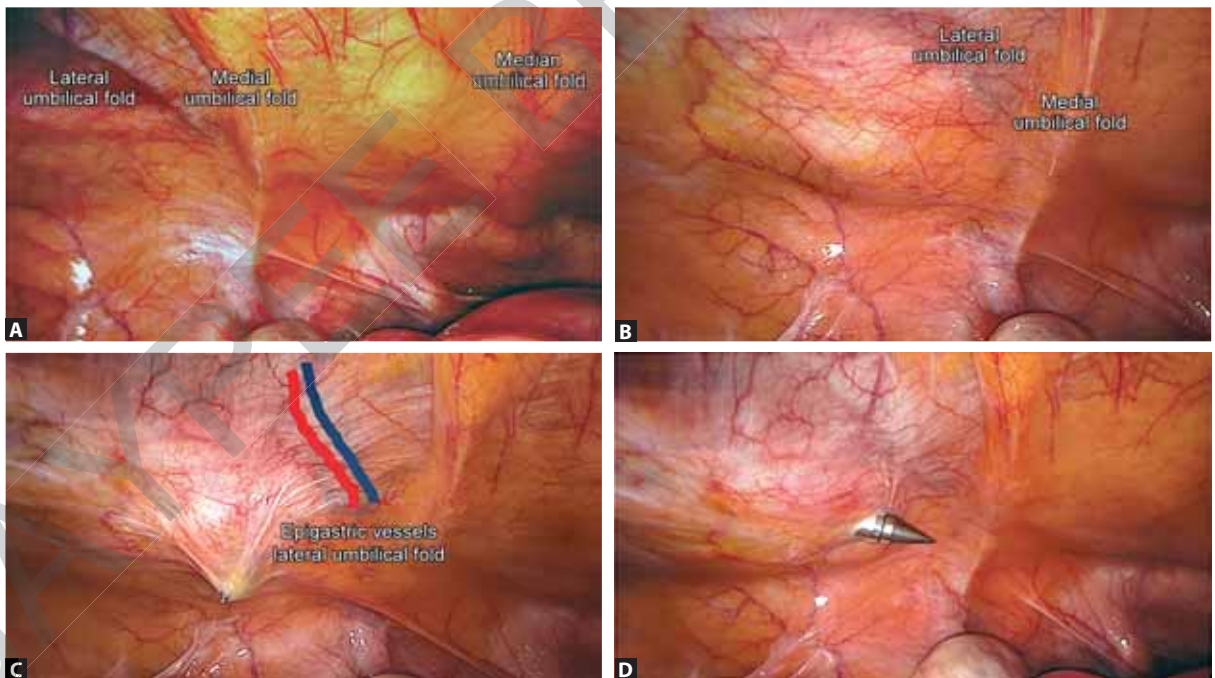 Lateral
umbilical fold
Medial
umbilical fold
Median
umbilical fold
A
Lateral
umbilical fold
Medial
umbilical fold
B
Epigastric vessels
lateral umbilical fold
C
D